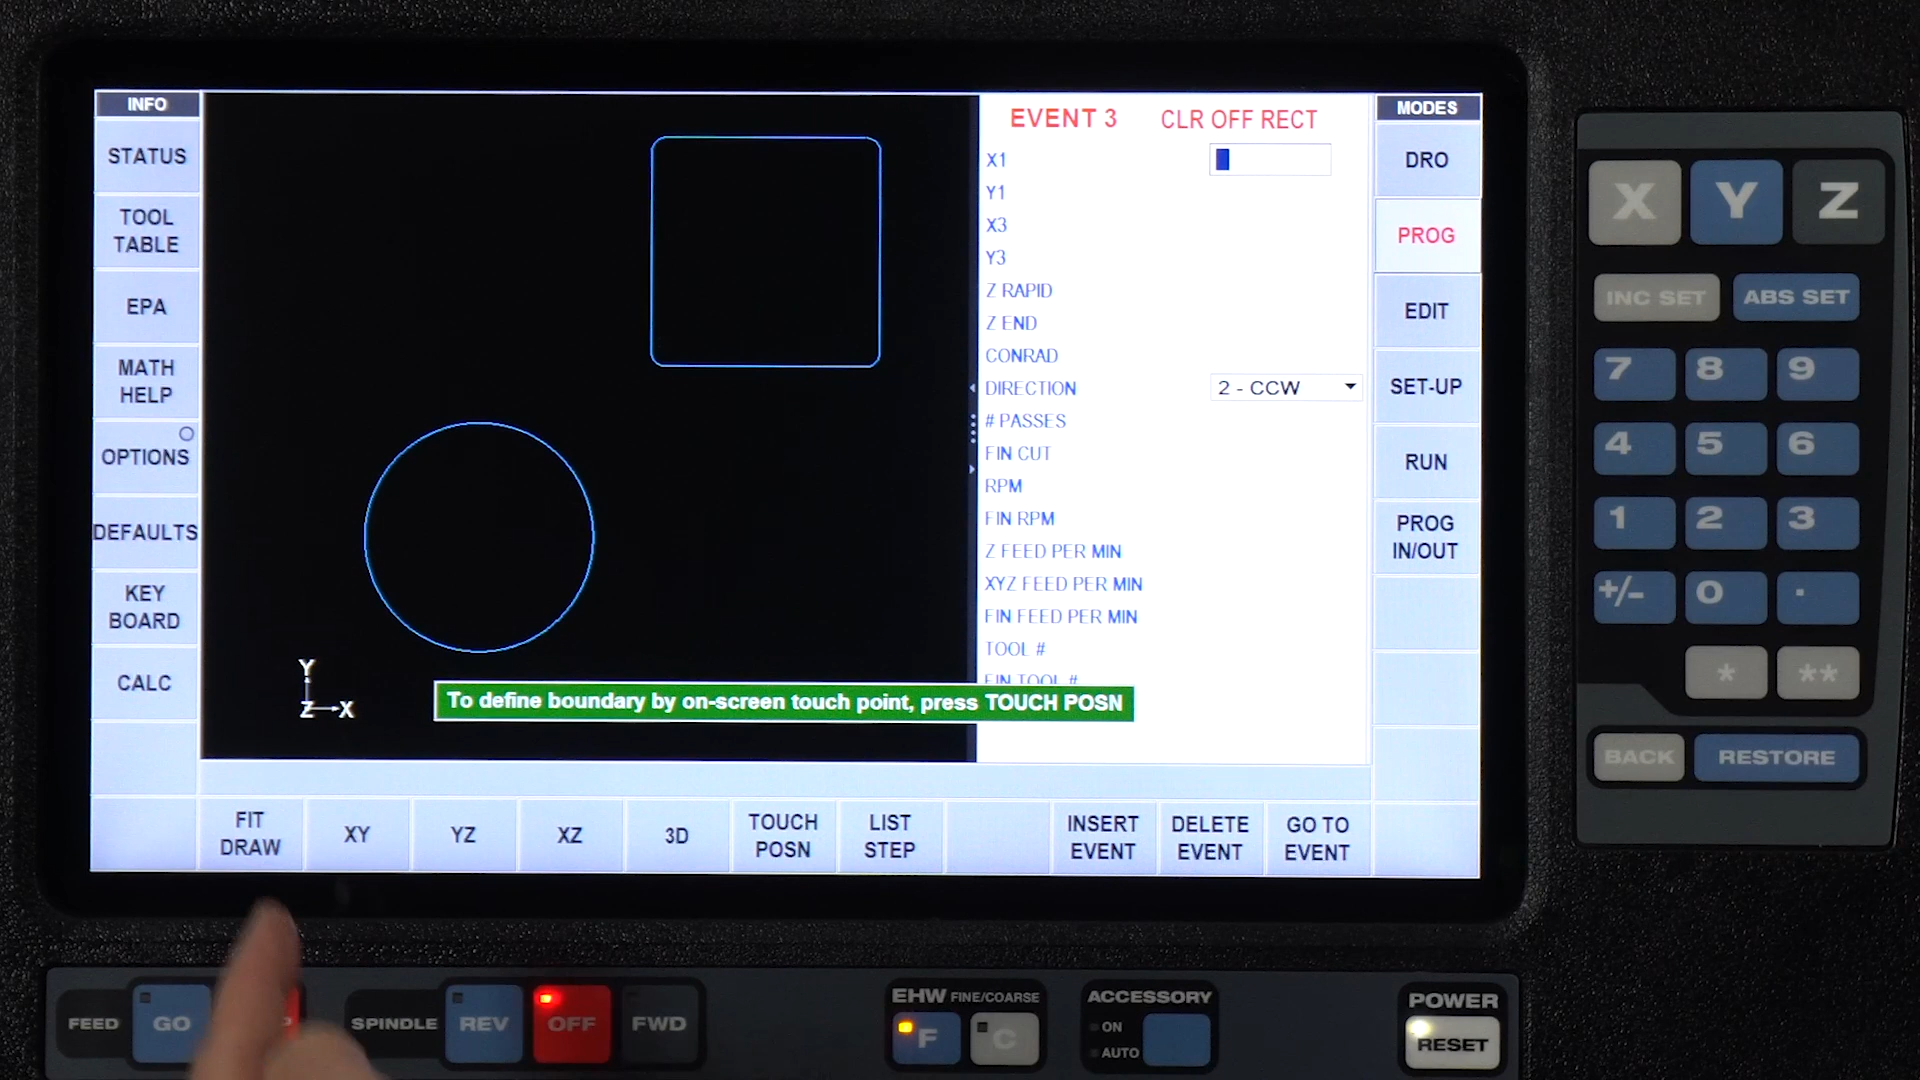 INFO
STATUS
TOOL
TABLE
EPA
MATH
HELP
OPTIONS
DEFAULTS
KEY
BOARD
CALC
Y
Z
X
EVENT 3 CLR OFF RECT
X1
Y1
X3
Y3
Z RAPID
Z END
CONRAD
DIRECTION 2 - CCW
# PASSES
FIN CUT
RPM
FIN RPM
Z FEED PER MIN
XYZ FEED PER MIN
FIN FEED PER MIN
TOOL #
FIN TOOL #
To define boundary by on-screen touch point, press TOUCH POSN
MODES
DRO
PROG
EDIT
SET-UP
RUN
PROG
IN/OUT
FIT
DRAW
XY
YZ
XZ
3D
TOUCH
POSN
LIST
STEP
INSERT
EVENT
DELETE
EVENT
GO TO
EVENT
X Y Z
INC SET ABS SET
7 8 9
4 5 6
1 2 3
+/- 0 .
* **
BACK RESTORE
FEED GO
SPINDLE REV OFF FWD
EHW FINE/COARSE
F C
ACCESSORY
ON
AUTO
POWER
RESET